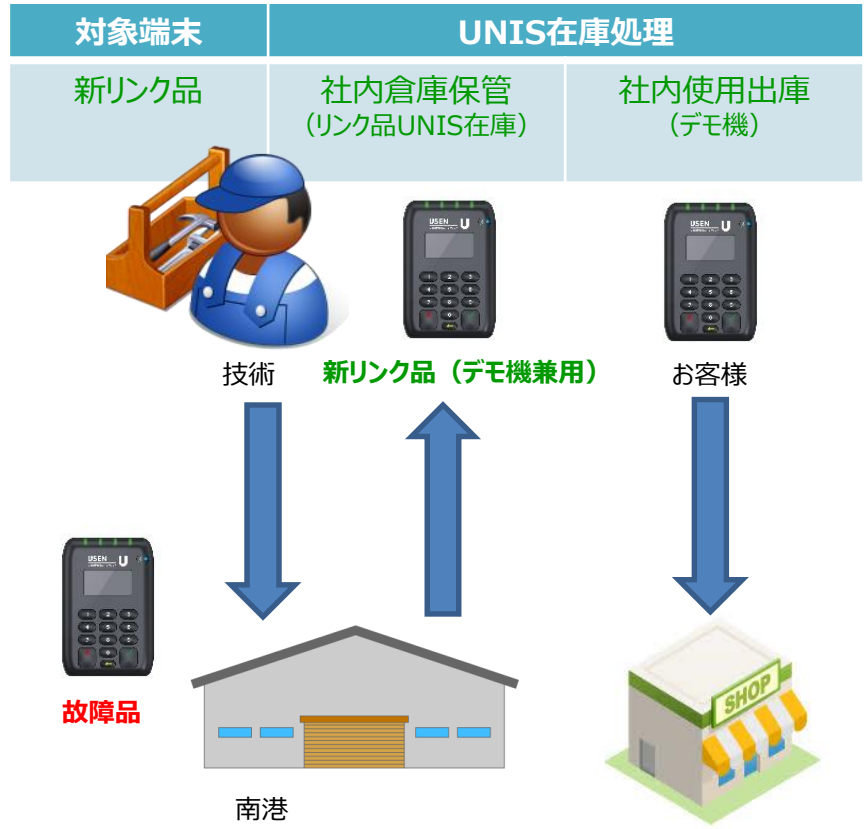 対象端末
UNIS在庫処理
新リンク品
社内倉庫保管
（リンク品UNIS在庫）
社内使用出庫
（デモ機）
USEN U
USEN U
技術
新リンク品（デモ機兼用）
お客様
USEN U
故障品
SHOP
南港